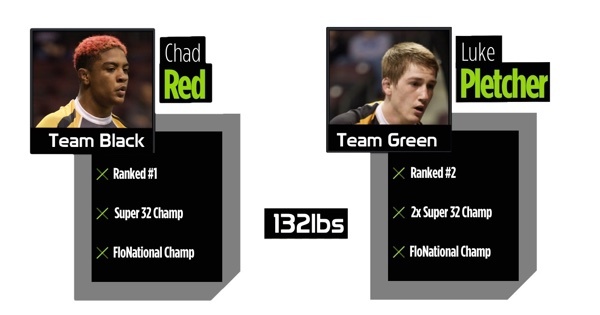 Chad
Red
Team Black
Ranked #1
Super 32 Champ
FloNational Champ
132lbs
Luke
Pletcher
Team Green
Ranked #2
2x Super 32 Champ
FloNational Champ